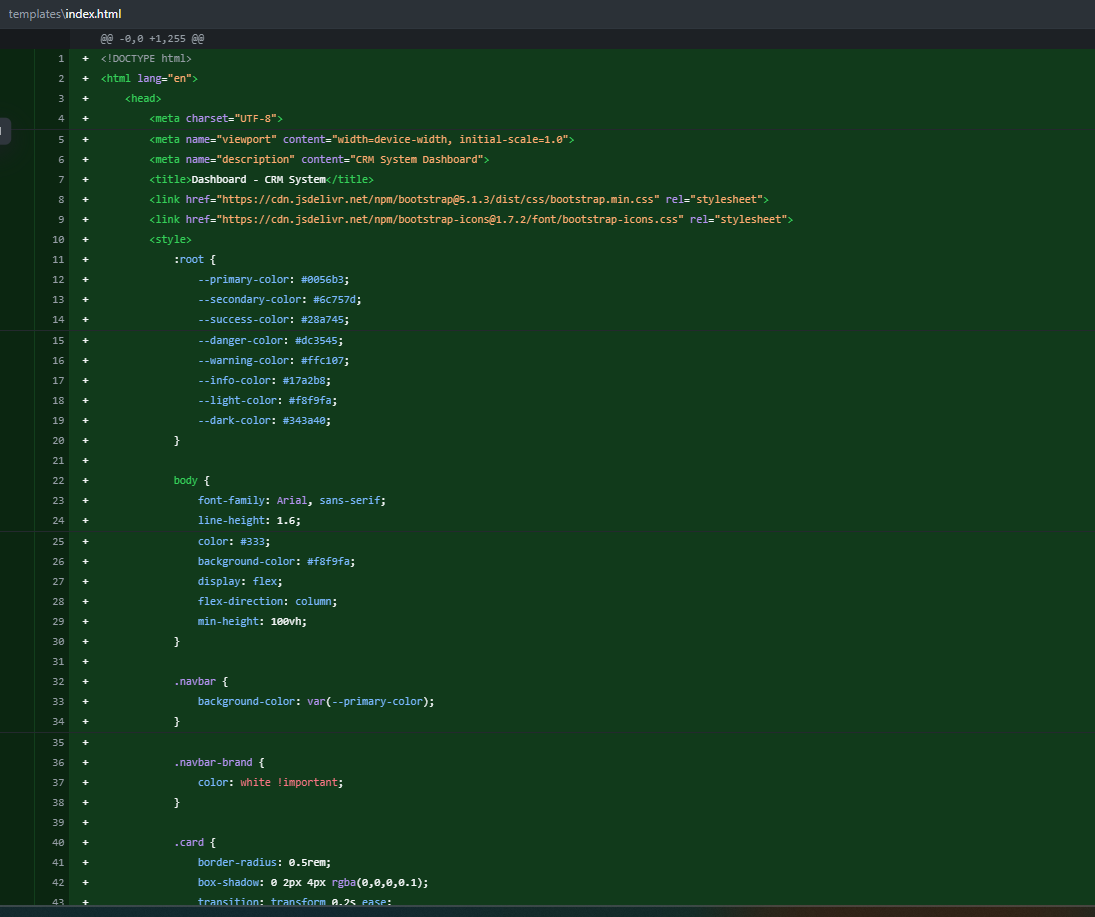 templates\index.html
@@ -0,0 +1,255 @@
1 + <!DOCTYPE html>
2 + <html lang="en">
3 +     <head>
4 +         <meta charset="UTF-8">
5 +         <meta name="viewport" content="width=device-width, initial-scale=1.0">
6 +         <meta name="description" content="CRM System Dashboard">
7 +         <title>Dashboard - CRM System</title>
8 +         <link href="https://cdn.jsdelivr.net/npm/bootstrap@5.1.3/dist/css/bootstrap.min.css" rel="stylesheet">
9 +         <link href="https://cdn.jsdelivr.net/npm/bootstrap-icons@1.7.2/font/bootstrap-icons.css" rel="stylesheet">
10 +         <style>
11 +             :root {
12 +                 --primary-color: #0056b3;
13 +                 --secondary-color: #6c757d;
14 +                 --success-color: #28a745;
15 +                 --danger-color: #dc3545;
16 +                 --warning-color: #ffc107;
17 +                 --info-color: #17a2b8;
18 +                 --light-color: #f8f9fa;
19 +                 --dark-color: #343a40;
20 +             }
21 +
22 +             body {
23 +                 font-family: Arial, sans-serif;
24 +                 line-height: 1.6;
25 +                 color: #333;
26 +                 background-color: #f8f9fa;
27 +                 display: flex;
28 +                 flex-direction: column;
29 +                 min-height: 100vh;
30 +             }
31 +
32 +             .navbar {
33 +                 background-color: var(--primary-color);
34 +             }
35 +
36 +             .navbar-brand {
37 +                 color: white !important;
38 +             }
39 +
40 +             .card {
41 +                 border-radius: 0.5rem;
42 +                 box-shadow: 0 2px 4px rgba(0,0,0,0.1);
43 +                 transition: transform 0.2s ease;